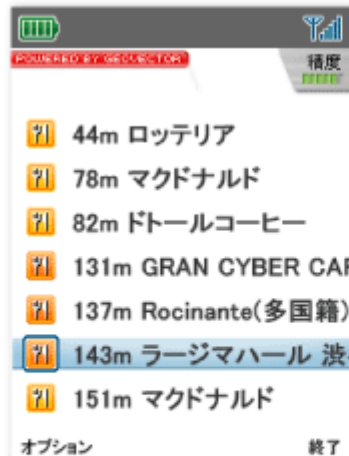 POWERED BY GEOVECTOR
精度
44m ロッテリア
78m マクドナルド
82m ドトールコーヒー
131m GRAN CYBER CAF
137m Rocinante(多国籍)
143m ラージマハール 渋
151m マクドナルド
オプション 終了